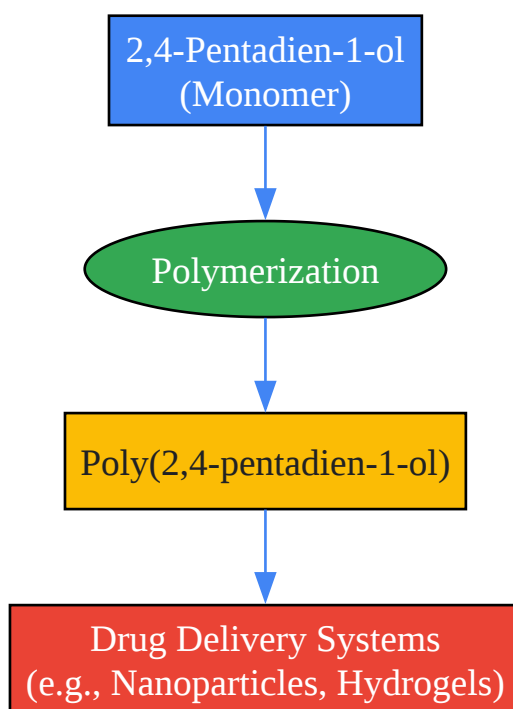 2,4-Pentadien-1-ol
(Monomer)
Polymerization
Poly(2,4-pentadien-1-ol)
Drug Delivery Systems
(e.g., Nanoparticles, Hydrogels)